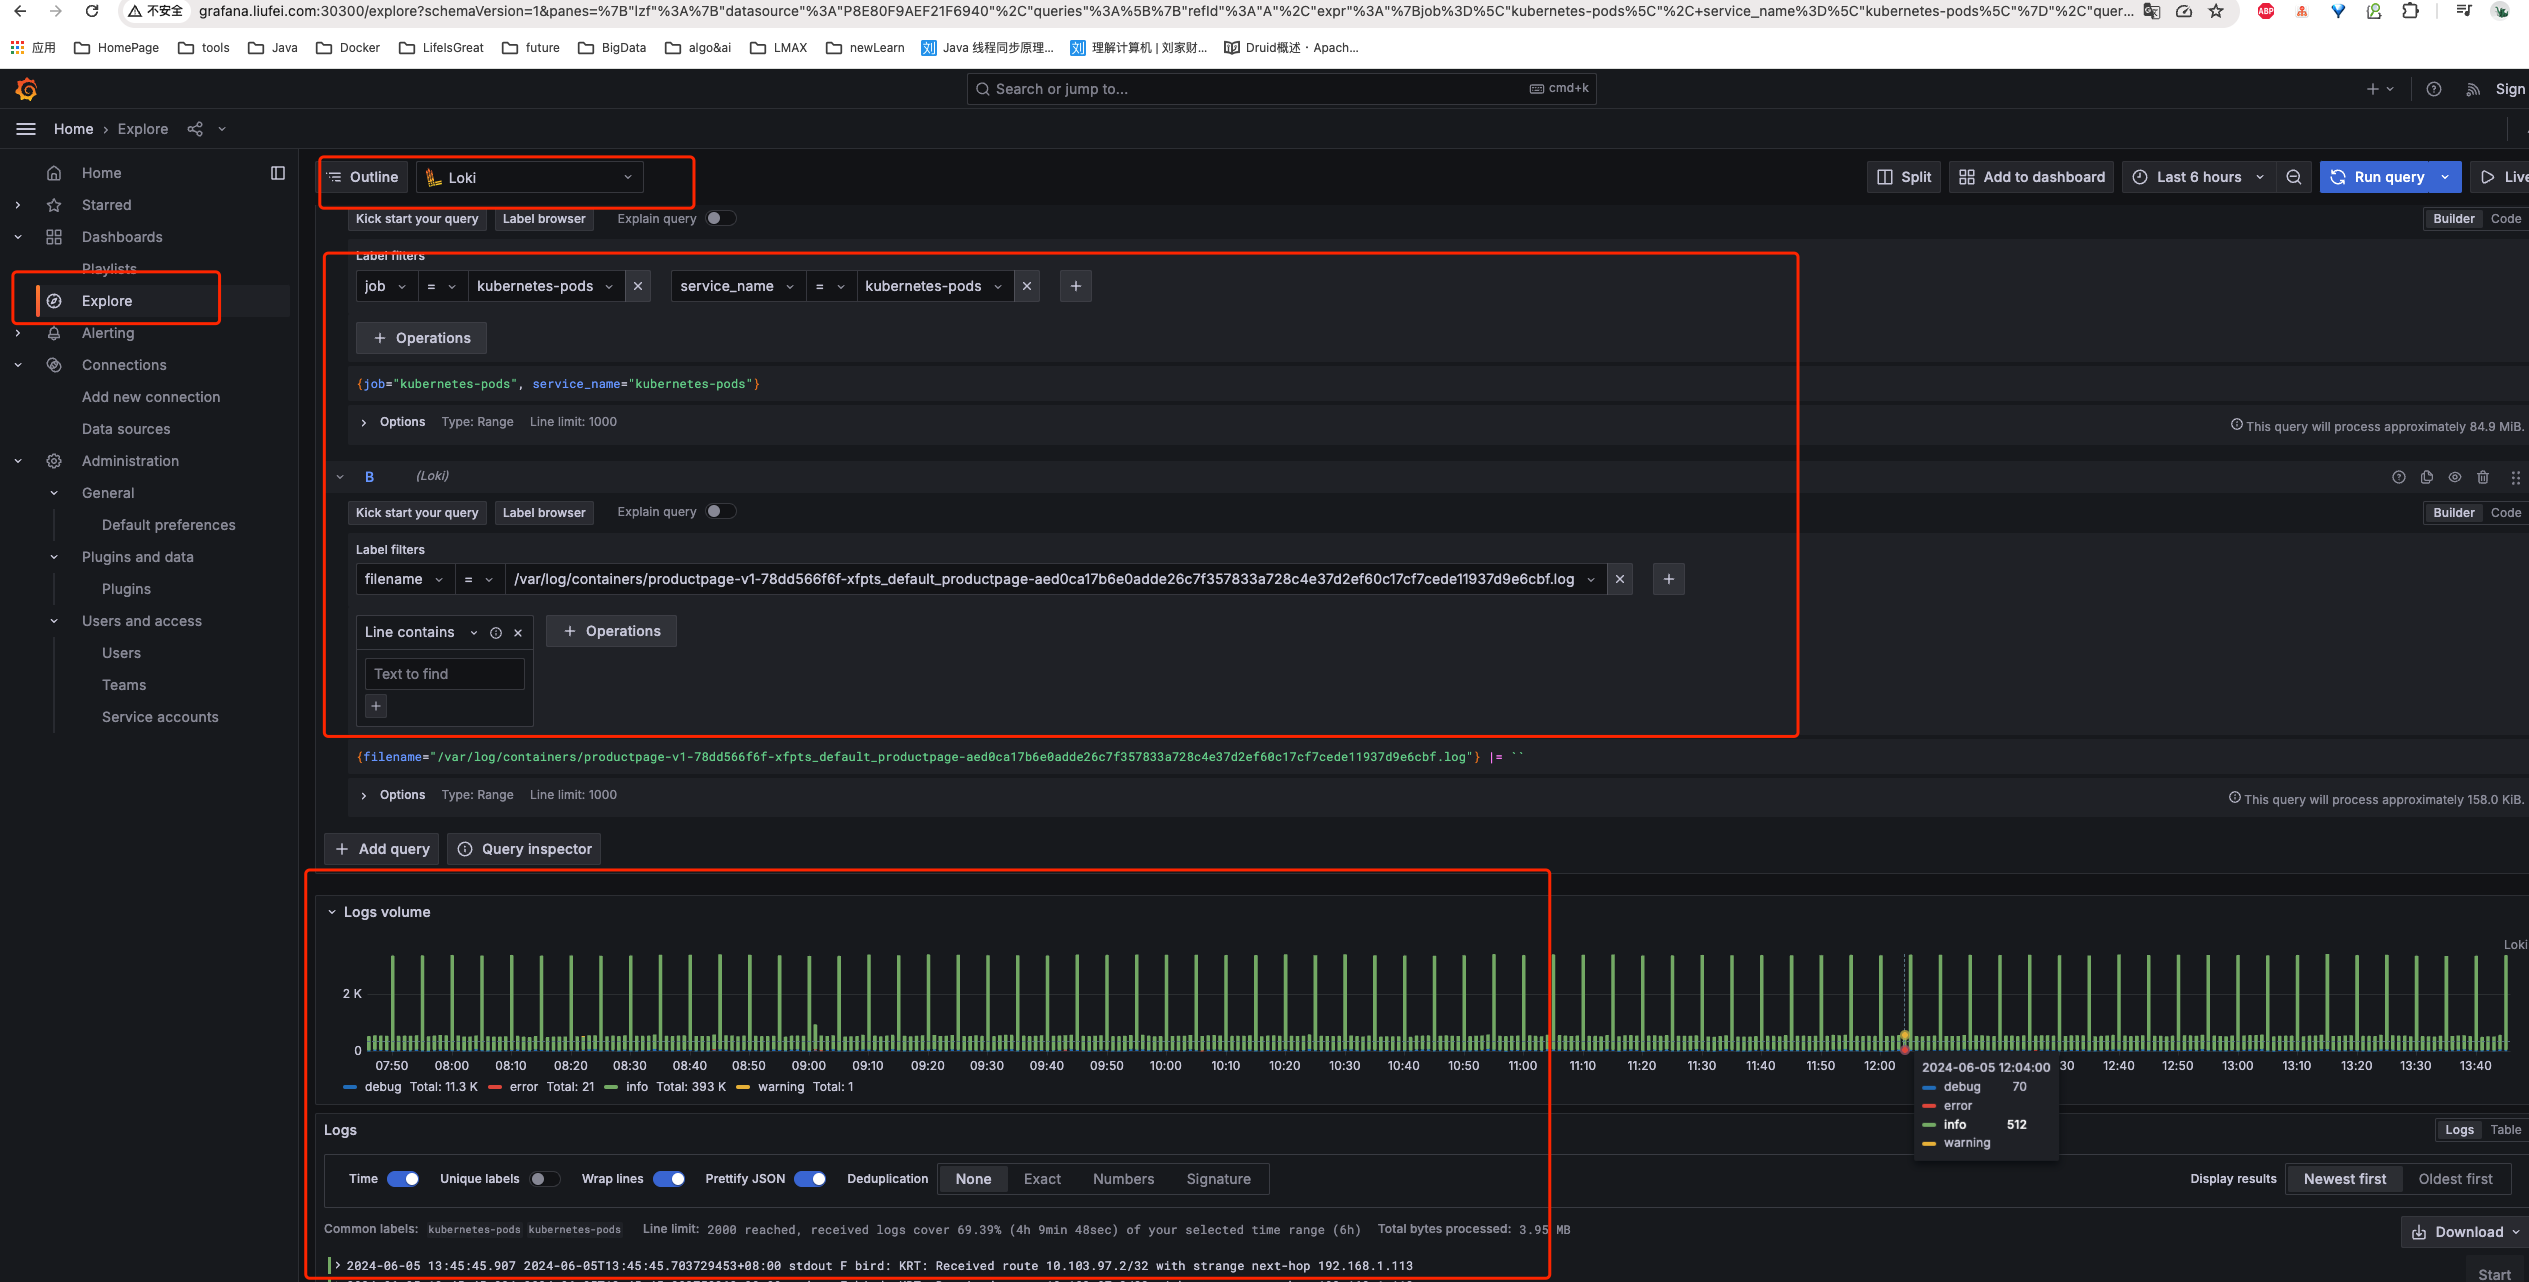 不安全 grafana.liufei.com:30300/explore?schemaVersion=1&panes=%7B"lzf"%3A%7B"datasource"%3A"P8E80F9AEF21F6940"%2C"queries"%3A%5B%7B"refId"%3A"A"%2C"expr"%3A"%7Bjob%3D%5C"kubernetes-pods%5C"%2C+service_name%3D%5C"kubernetes-pods%5C"%7D"%2C"quer...
应用 HomePage tools Java Docker LifeIsGreat future BigData algo&ai LMAX newLearn Java 线程同步原理... 理解计算机 | 刘家财... Druid概述 · Apach...
Search or jump to... cmd+k Sign
Home › Explore
Home
Starred
Dashboards
Playlists
Explore
Alerting
Connections
Add new connection
Data sources
Administration
General
Default preferences
Plugins and data
Plugins
Users and access
Users
Teams
Service accounts
Outline Loki Split Add to dashboard Last 6 hours Run query Live
Kick start your query Label browser Explain query Builder Code
Label filters
job = kubernetes-pods service_name = kubernetes-pods
+ Operations
{job="kubernetes-pods", service_name="kubernetes-pods"}
Options Type: Range Line limit: 1000 This query will process approximately 84.9 MiB.
B (Loki)
Kick start your query Label browser Explain query Builder Code
Label filters
filename = /var/log/containers/productpage-v1-78dd566f6f-xfpts_default_productpage-aed0ca17b6e0adde26c7f357833a728c4e37d2ef60c17cf7cede11937d9e6cbf.log
Line contains + Operations
Text to find
+
{filename="/var/log/containers/productpage-v1-78dd566f6f-xfpts_default_productpage-aed0ca17b6e0adde26c7f357833a728c4e37d2ef60c17cf7cede11937d9e6cbf.log"} |= ``
Options Type: Range Line limit: 1000 This query will process approximately 158.0 KiB.
+ Add query Query inspector
Logs volume
Loki
2 K
0
07:50 08:00 08:10 08:20 08:30 08:40 08:50 09:00 09:10 09:20 09:30 09:40 09:50 10:00 10:10 10:20 10:30 10:40 10:50 11:00 11:10 11:20 11:30 11:40 11:50 12:00 30 12:40 12:50 13:00 13:10 13:20 13:30 13:40
debug Total: 11.3 K error Total: 21 info Total: 393 K warning Total: 1
2024-06-05 12:04:00
debug 70
error
info 512
warning
Logs Logs Table
Time Unique labels Wrap lines Prettify JSON Deduplication None Exact Numbers Signature Display results Newest first Oldest first
Common labels: kubernetes-pods kubernetes-pods Line limit: 2000 reached, received logs cover 69.39% (4h 9min 48sec) of your selected time range (6h) Total bytes processed: 3.95 MB Download
2024-06-05 13:45:45.907 2024-06-05T13:45:45.703729453+08:00 stdout F bird: KRT: Received route 10.103.97.2/32 with strange next-hop 192.168.1.113
Start